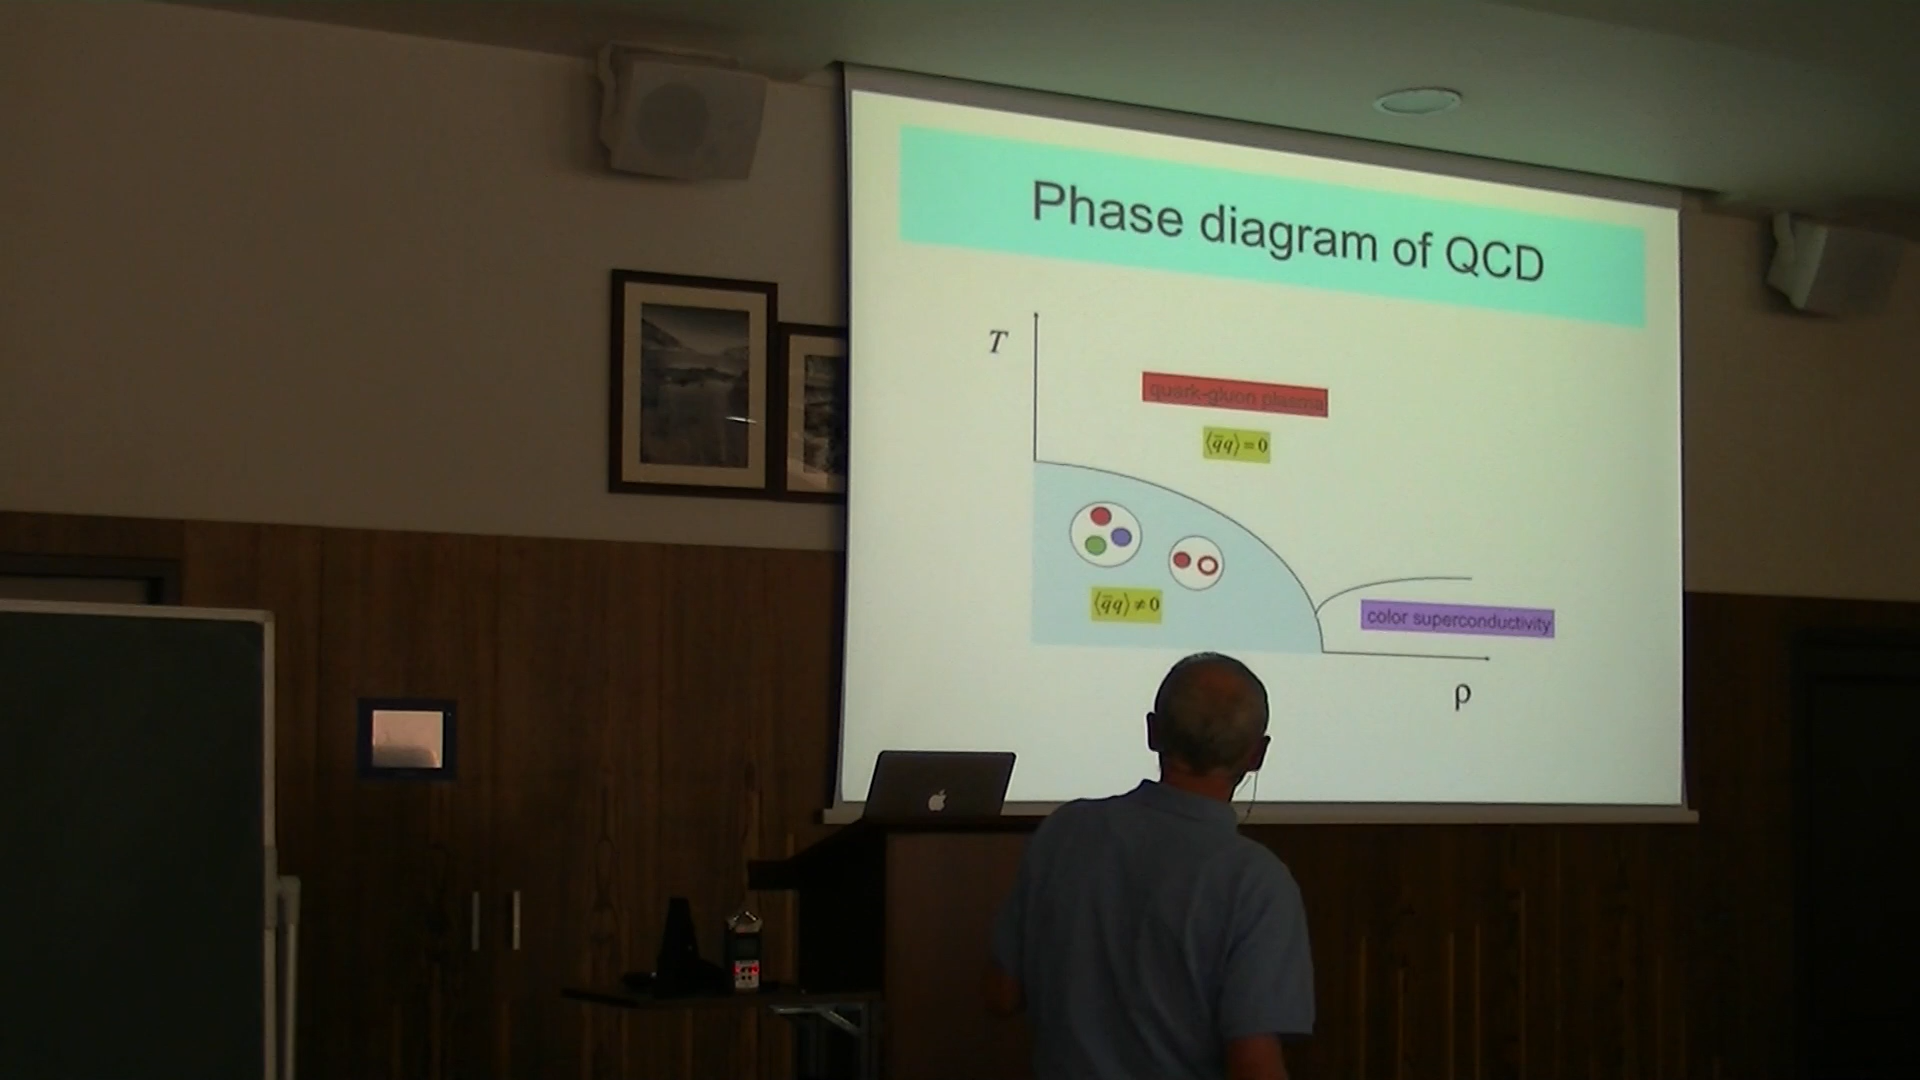 Phase diagram of QCD
T
quark-gluon plasma
⟨q̅q⟩ = 0
⟨q̅q⟩ ≠ 0
color superconductivity
ρ